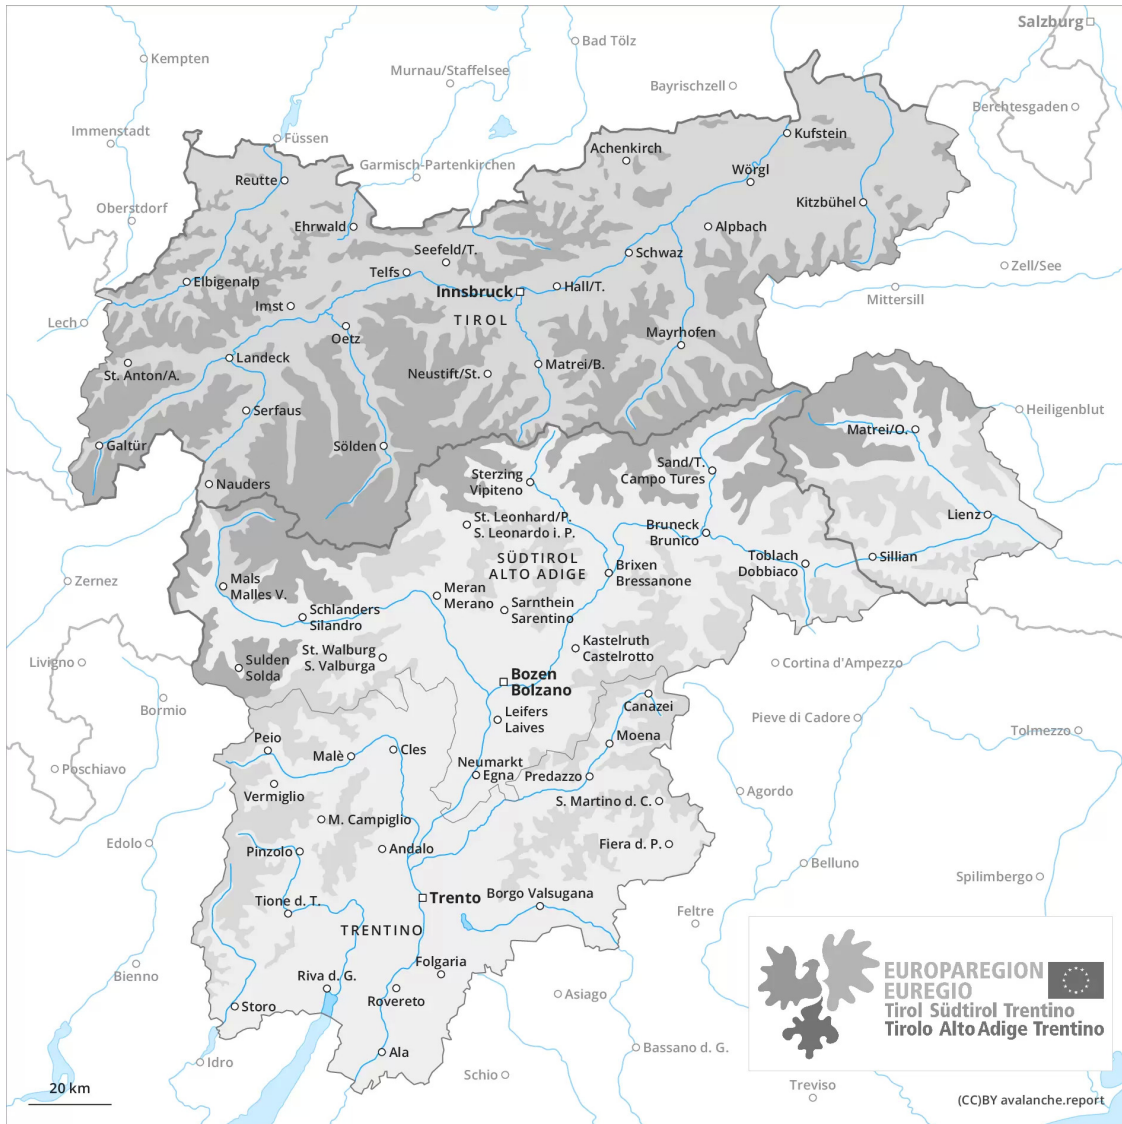 Salzburg
Bad Tölz
Kempten
Murnau/Staffelsee
Bayrischzell
Berchtesgaden
Immenstadt
Füssen
Kufstein
Achenkirch
Garmisch-Partenkirchen
Wörgl
Reutte
Kitzbühel
Oberstdorf
Ehrwald
Alpbach
Seefeld/T.
Schwaz
Telfs
Zell/See
Elbigenalp
Innsbruck
Hall/T.
Mittersill
Imst
TIROL
Lech
Oetz
Mayrhofen
Landeck
Matrei/B.
St. Anton/A.
Neustift/St.
Serfaus
Heiligenblut
Matrei/O.
Galtür
Sölden
Sterzing
Vipiteno
Sand/T.
Campo Tures
Nauders
St. Leonhard/P.
S. Leonardo i. P.
Lienz
Bruneck
Brunico
SÜDTIROL
ALTO ADIGE
Toblach
Dobbiaco
Sillian
Brixen
Bressanone
Zernez
Mals
Malles V.
Meran
Merano
Sarnthein
Sarentino
Schlanders
Silandro
Kastelruth
Castelrotto
St. Walburg
S. Valburga
Livigno
Sulden
Solda
Cortina d'Ampezzo
Bozen
Bolzano
Bormio
Canazei
Leifers
Laives
Pieve di Cadore
Tolmezzo
Peio
Moena
Malè
Cles
Neumarkt
Egna
Predazzo
Poschiavo
Vermiglio
Agordo
S. Martino d. C.
M. Campiglio
Edolo
Pinzolo
Andalo
Fiera d. P.
Belluno
Spilimbergo
Tione d. T.
Trento
Borgo Valsugana
Feltre
TRENTINO
Folgaria
Bienno
Riva d. G.
Rovereto
Asiago
Storo
EUROPAREGION
EUREGIO
Tirol Südtirol Trentino
Tirolo Alto Adige Trentino
Ala
Idro
Bassano d. G.
Schio
Treviso
20 km
(CC)BY avalanche.report